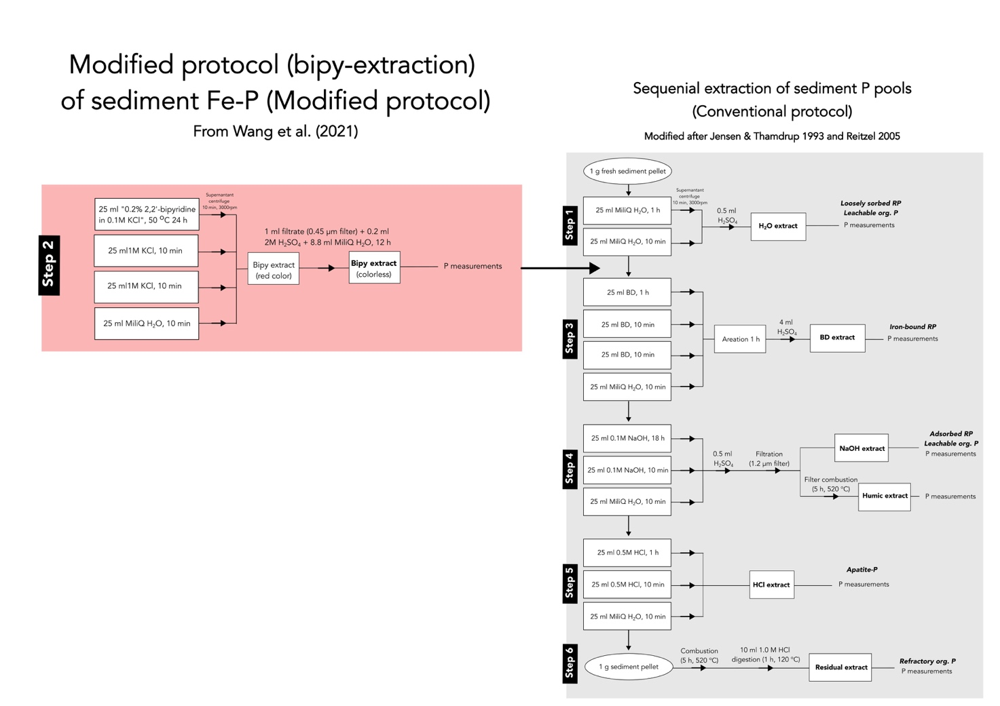 Modified protocol (bipy-extraction)
of sediment Fe-P (Modified protocol)
From Wang et al. (2021)
Step 2
25 ml "0.2% 2,2'-bipyridine
in 0.1M KCl", 50 ⁰C 24 h
25 ml1M KCl, 10 min
25 ml1M KCl, 10 min
25 ml MiliQ H₂O, 10 min
Supernantant
centrifuge
10 min, 3000rpm
Bipy extract
(red color)
1 ml filtrate (0.45 µm filter) + 0.2 ml
2M H₂SO₄ + 8.8 ml MiliQ H₂O, 12 h
Bipy extract
(colorless)
P measurements
Sequenial extraction of sediment P pools
(Conventional protocol)
Modified after Jensen & Thamdrup 1993 and Reitzel 2005
1 g fresh sediment pellet
Step 1
25 ml MiliQ H₂O, 1 h
25 ml MiliQ H₂O, 10 min
Supernantant
centrifuge
10 min, 3000rpm
0.5 ml
H₂SO₄
H₂O extract
Loosely sorbed RP
Leachable org. P
P measurements
Step 3
25 ml BD, 1 h
25 ml BD, 10 min
25 ml BD, 10 min
25 ml MiliQ H₂O, 10 min
Areation 1 h
4 ml
H₂SO₄
BD extract
Iron-bound RP
P measurements
Step 4
25 ml 0.1M NaOH, 18 h
25 ml 0.1M NaOH, 10 min
25 ml MiliQ H₂O, 10 min
0.5 ml
H₂SO₄
Filtration
(1.2 µm filter)
NaOH extract
Adsorbed RP
Leachable org. P
P measurements
Filter combustion
(5 h, 520 ºC)
Humic extract
P measurements
Step 5
25 ml 0.5M HCl, 1 h
25 ml 0.5M HCl, 10 min
25 ml MiliQ H₂O, 10 min
HCl extract
Apatite-P
P measurements
Step 6
1 g sediment pellet
Combustion
(5 h, 520 ºC)
10 ml 1.0 M HCl
digestion (1 h, 120 ºC)
Residual extract
Refractory org. P
P measurements